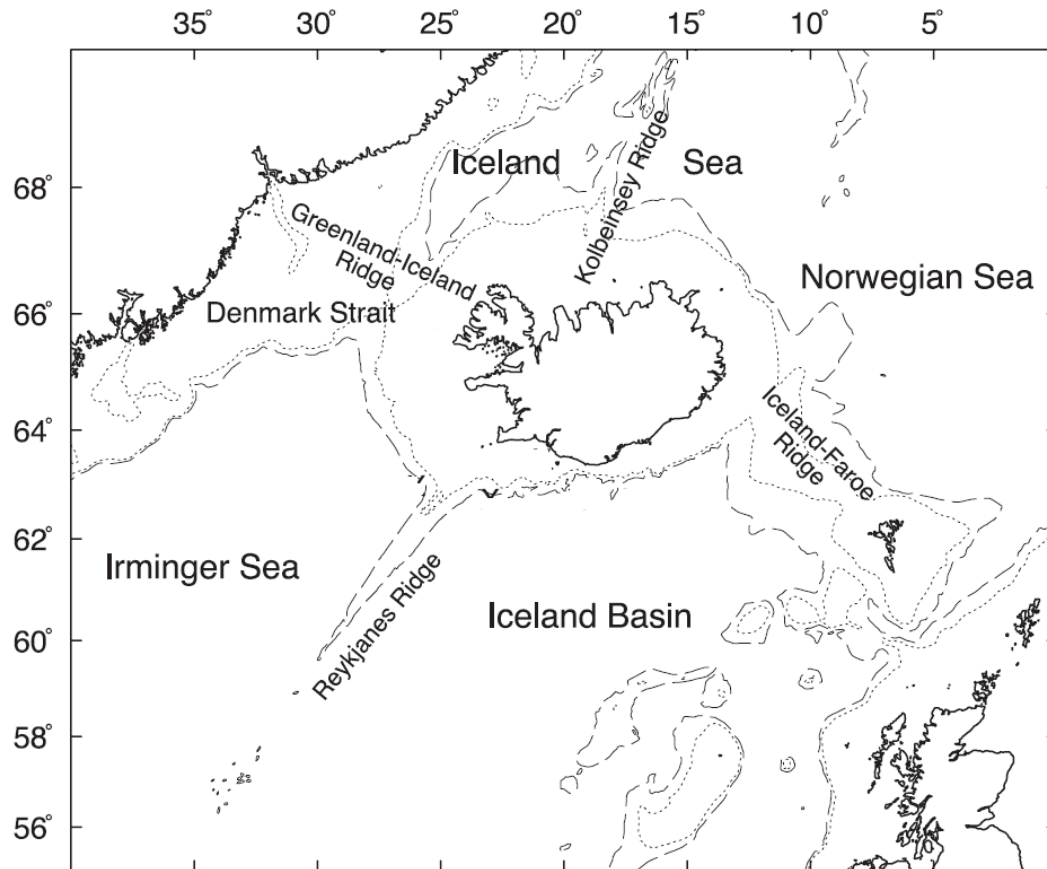 35° 30° 25° 20° 15° 10° 5°
Iceland Sea
68°
Kolbeinsey Ridge
Greenland-Iceland
Ridge
Norwegian Sea
66°
Denmark Strait
64°
Iceland-Faroe
Ridge
62°
Irminger Sea
Reykjanes Ridge
Iceland Basin
60°
58°
56°